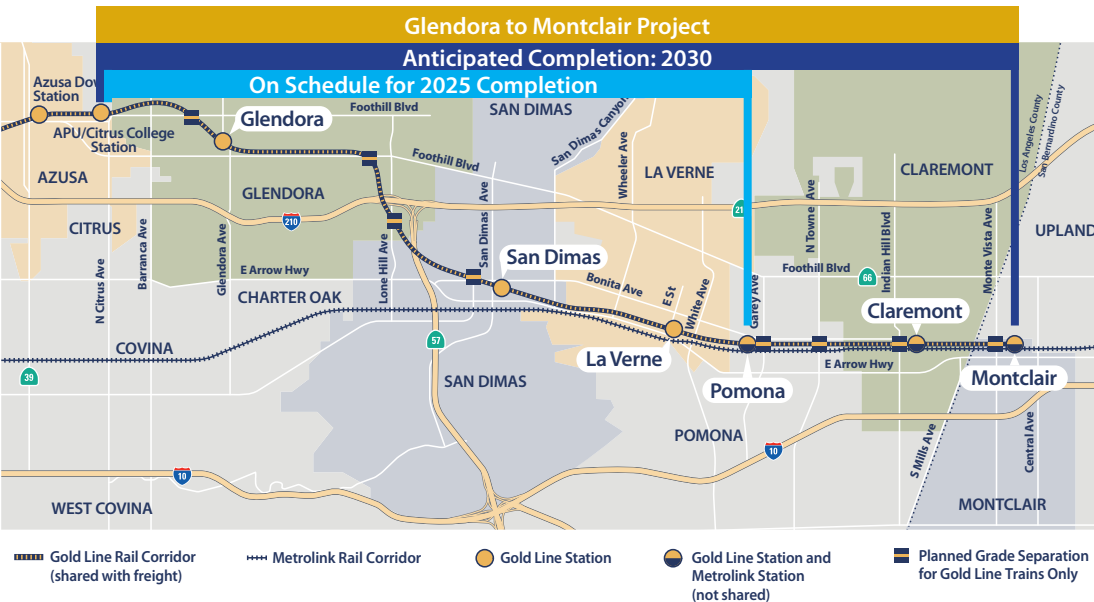 Glendora to Montclair Project
Anticipated Completion: 2030
On Schedule for 2025 Completion
Azusa Dow
Station
APU/Citrus College
Station
Glendora
Foothill Blvd
SAN DIMAS
San Dimas Canyon
Foothill Blvd
Wheeler Ave
LA VERNE
CLAREMONT
Los Angeles County
San Bernardino County
AZUSA
GLENDORA
210
21
N Towne Ave
Indian Hill Blvd
Monte Vista Ave
UPLAND
CITRUS
Barranca Ave
Glendora Ave
N Citrus Ave
Lone Hill Ave
San Dimas Ave
San Dimas
E Arrow Hwy
CHARTER OAK
Bonita Ave
E St
White Ave
Garey Ave
Foothill Blvd
66
Claremont
COVINA
57
La Verne
E Arrow Hwy
39
SAN DIMAS
Pomona
Montclair
POMONA
10
S Mills Ave
Central Ave
10
WEST COVINA
MONTCLAIR
Gold Line Rail Corridor
(shared with freight)
Metrolink Rail Corridor
Gold Line Station
Gold Line Station and
Metrolink Station
(not shared)
Planned Grade Separation
for Gold Line Trains Only